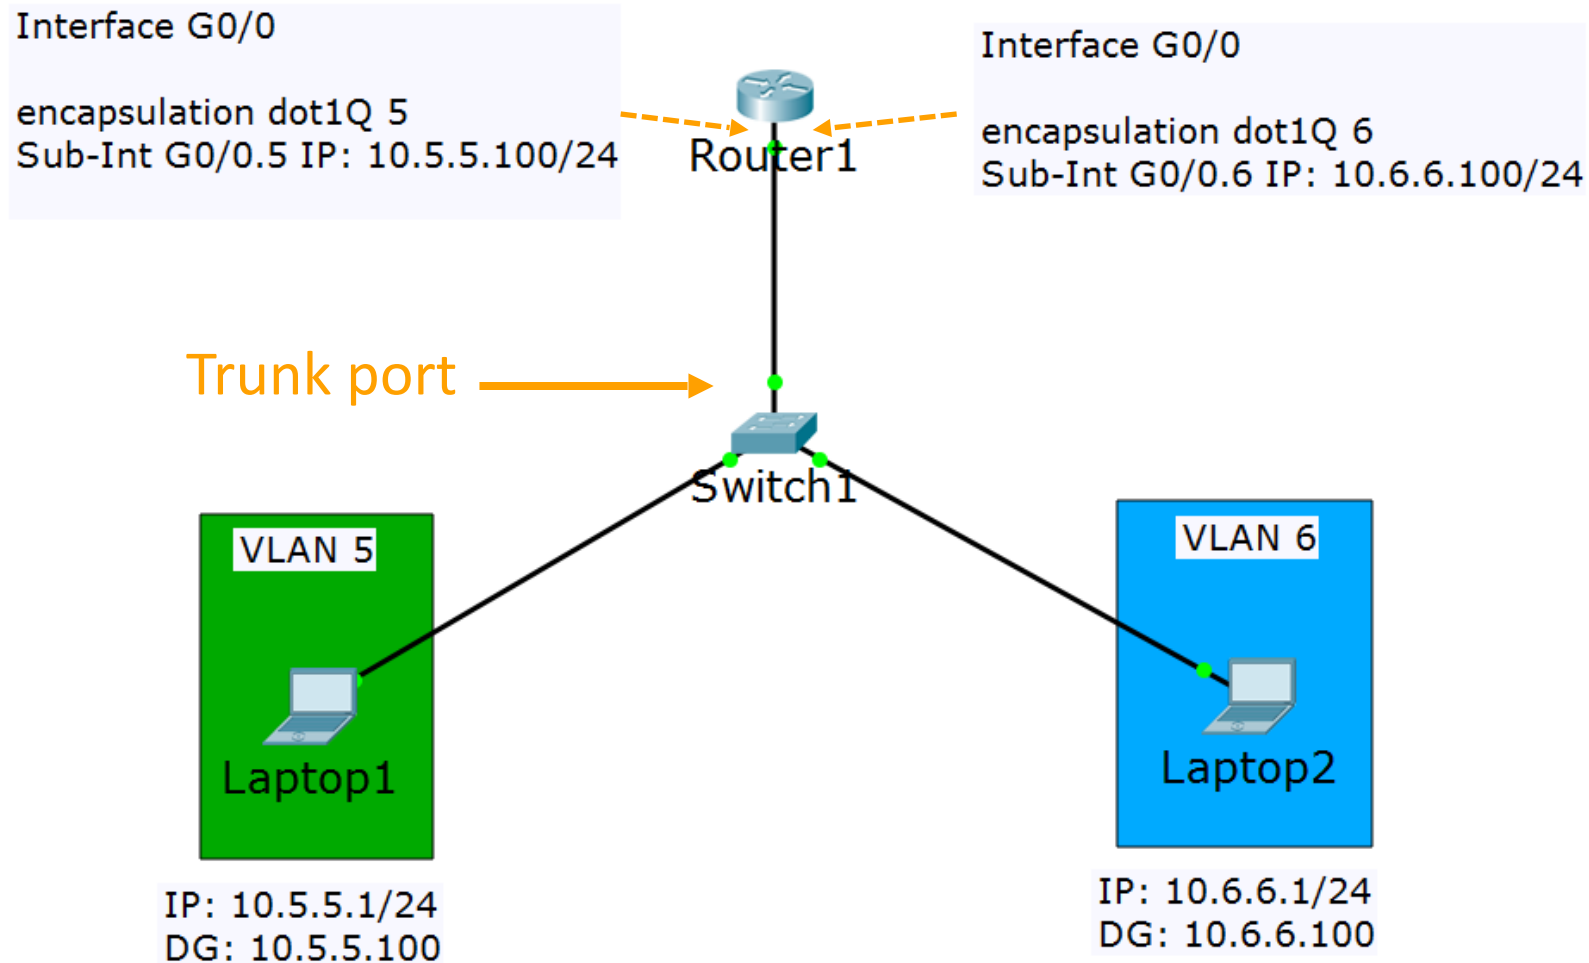 Interface G0/0
encapsulation dot1Q 5
Sub-Int G0/0.5 IP: 10.5.5.100/24
Interface G0/0
encapsulation dot1Q 6
Sub-Int G0/0.6 IP: 10.6.6.100/24
Router1
Trunk port
Switch1
VLAN 5
Laptop1
IP: 10.5.5.1/24
DG: 10.5.5.100
VLAN 6
Laptop2
IP: 10.6.6.1/24
DG: 10.6.6.100